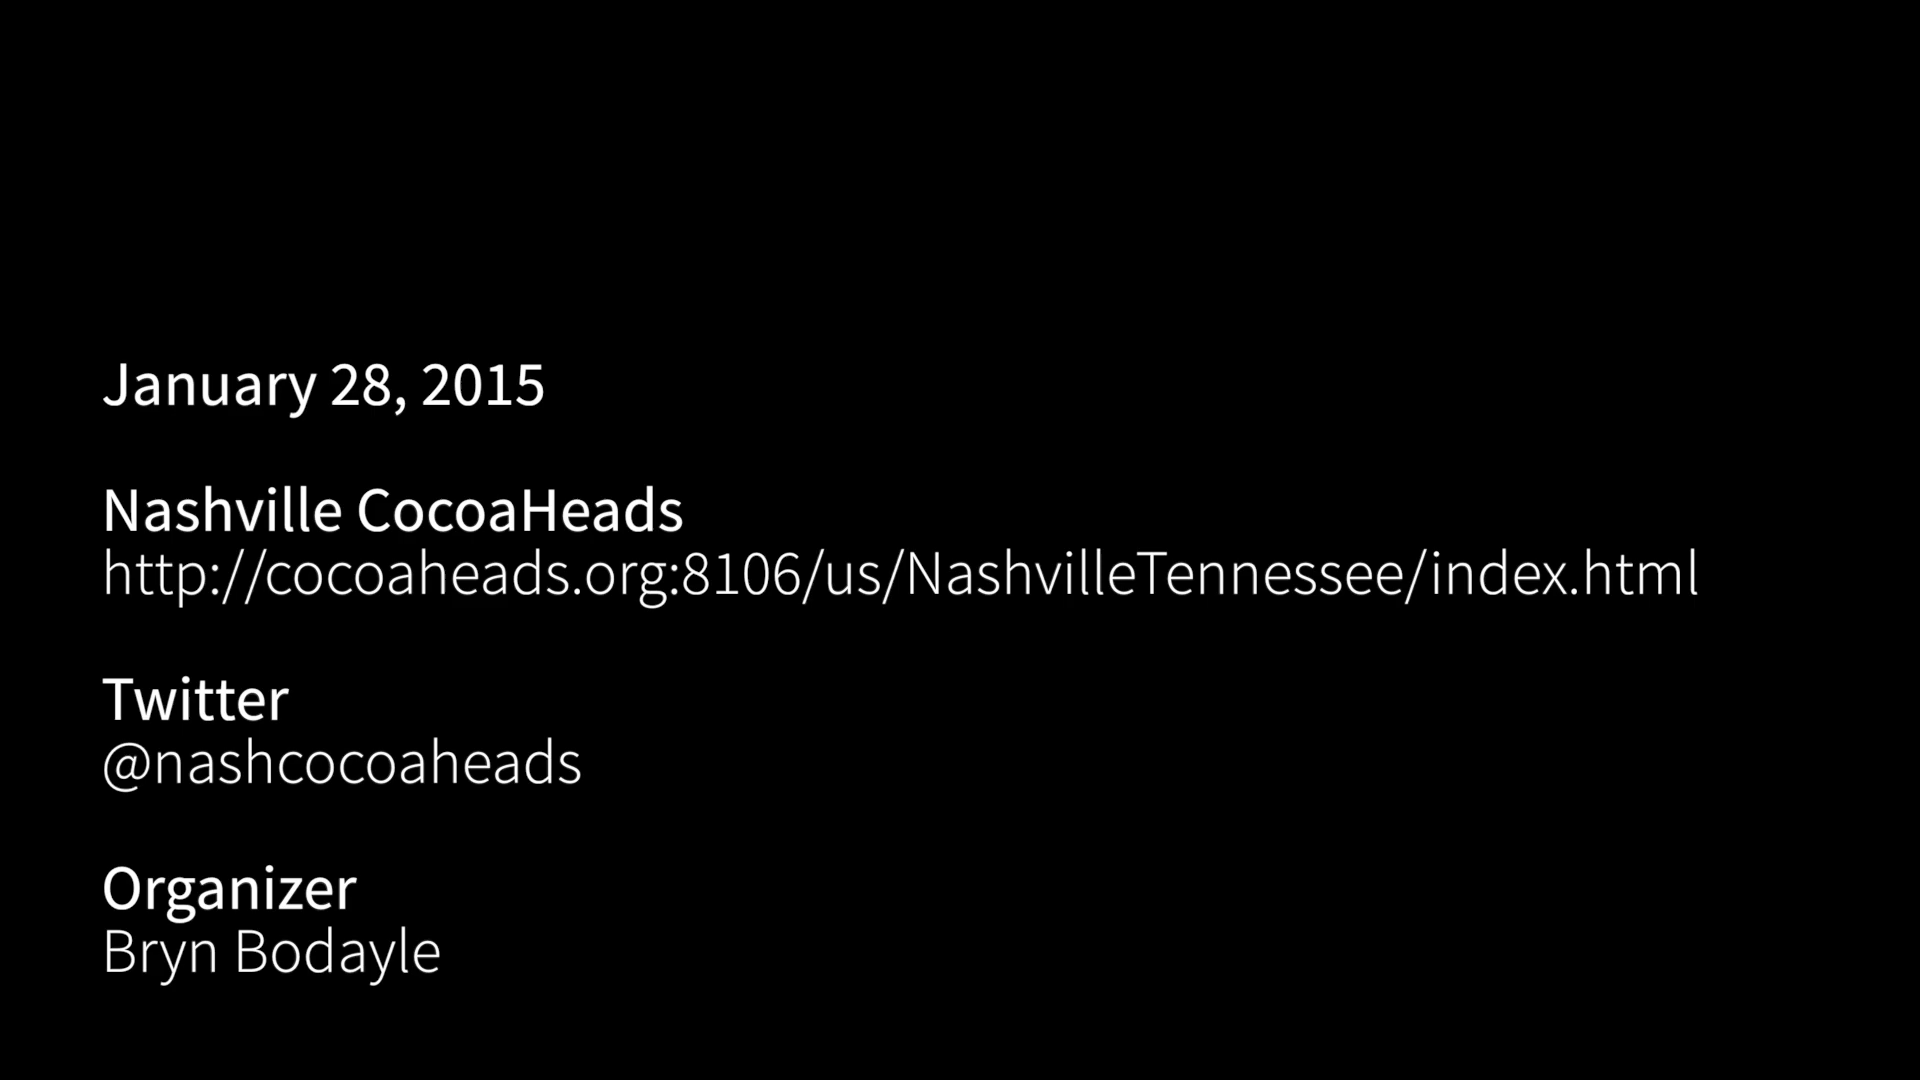 January 28, 2015
Nashville CocoaHeads
http://cocoaheads.org:8106/us/NashvilleTennessee/index.html
Twitter
@nashcocoaheads
Organizer
Bryn Bodayle